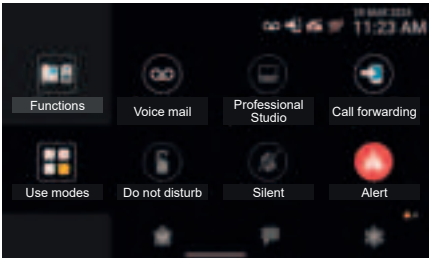 11:23 AM
Functions
Voice mail
Professional
Studio
Call forwarding
Use modes
Do not disturb
Silent
Alert